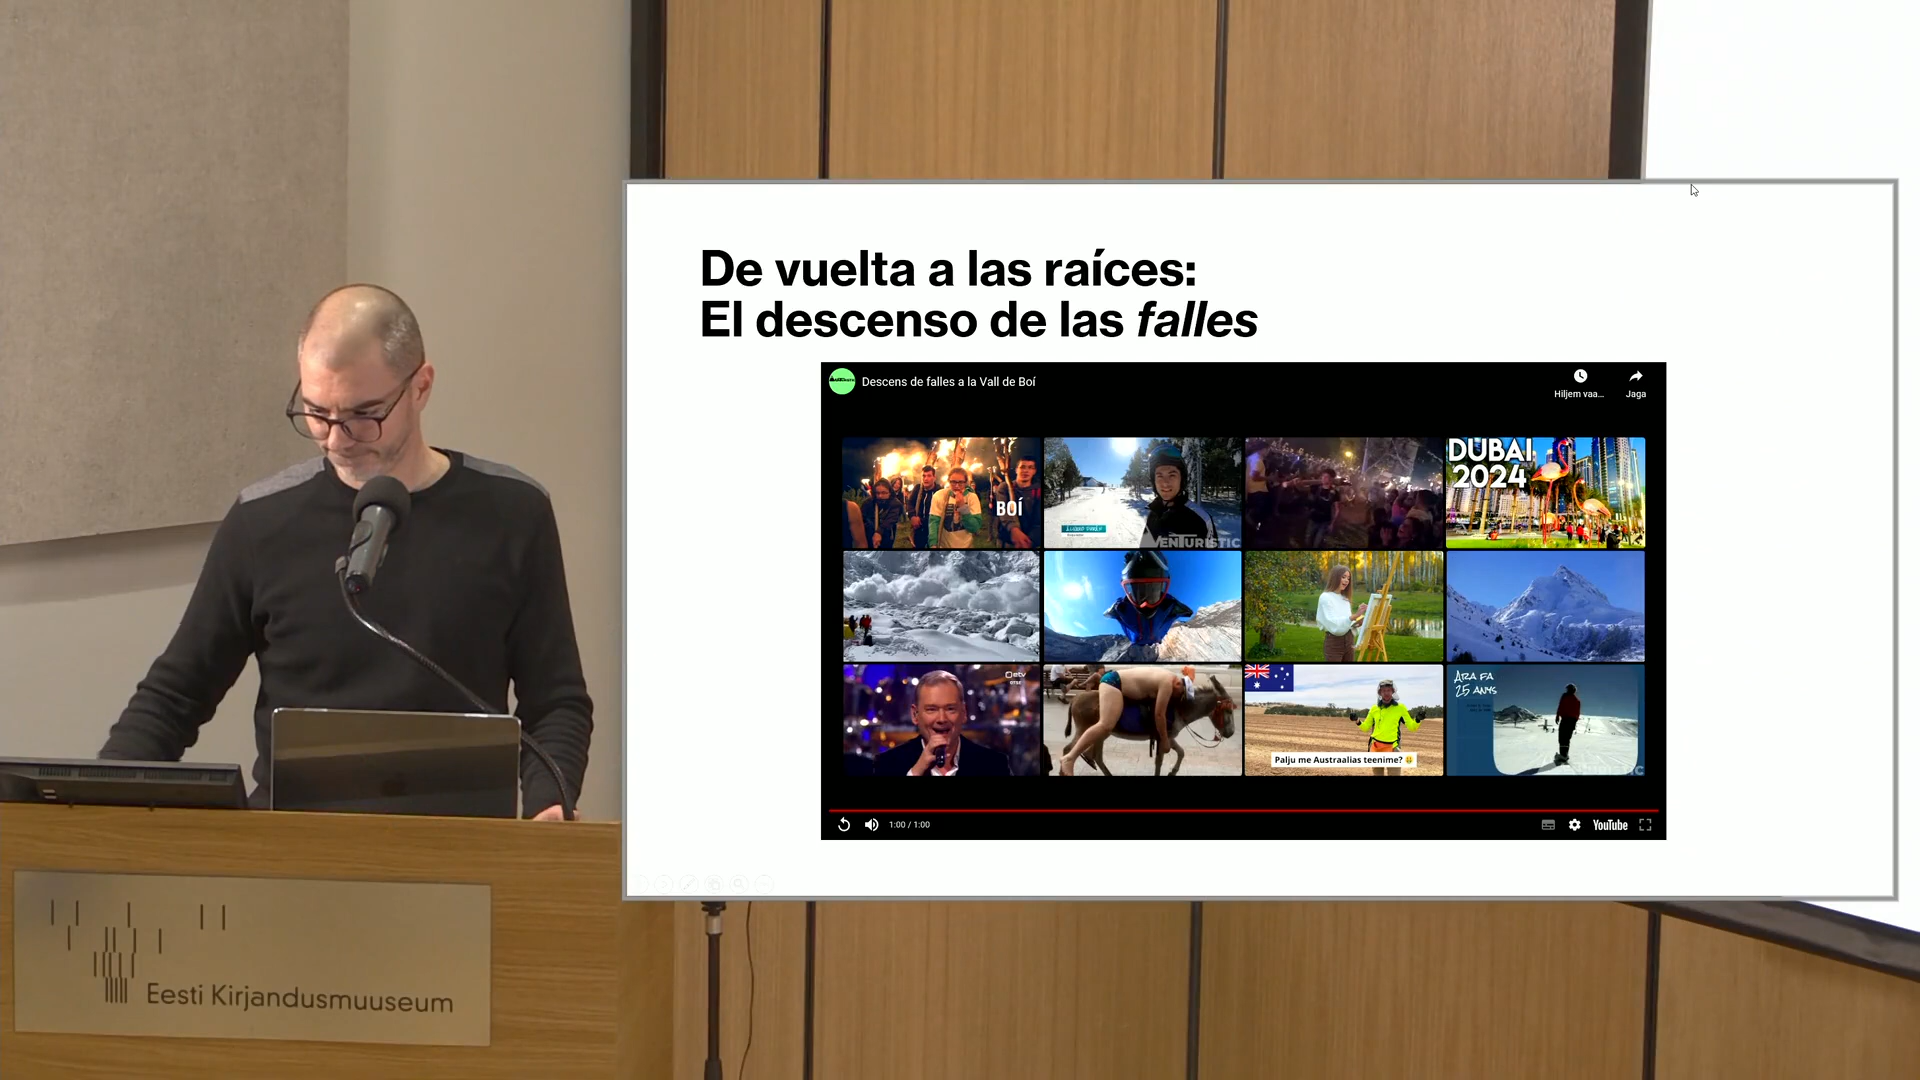 De vuelta a las raíces:
El descenso de las falles
Descens de falles a la Vall de Boí
Hiljem vaa...
Jaga
BOÍ
VENTURISTIC
DUBAI
2024
etv
Palju me Austraalias teenime?
ARA FA
25 ANYS
1:00 / 1:00
YouTube
Eesti Kirjandusmuuseum